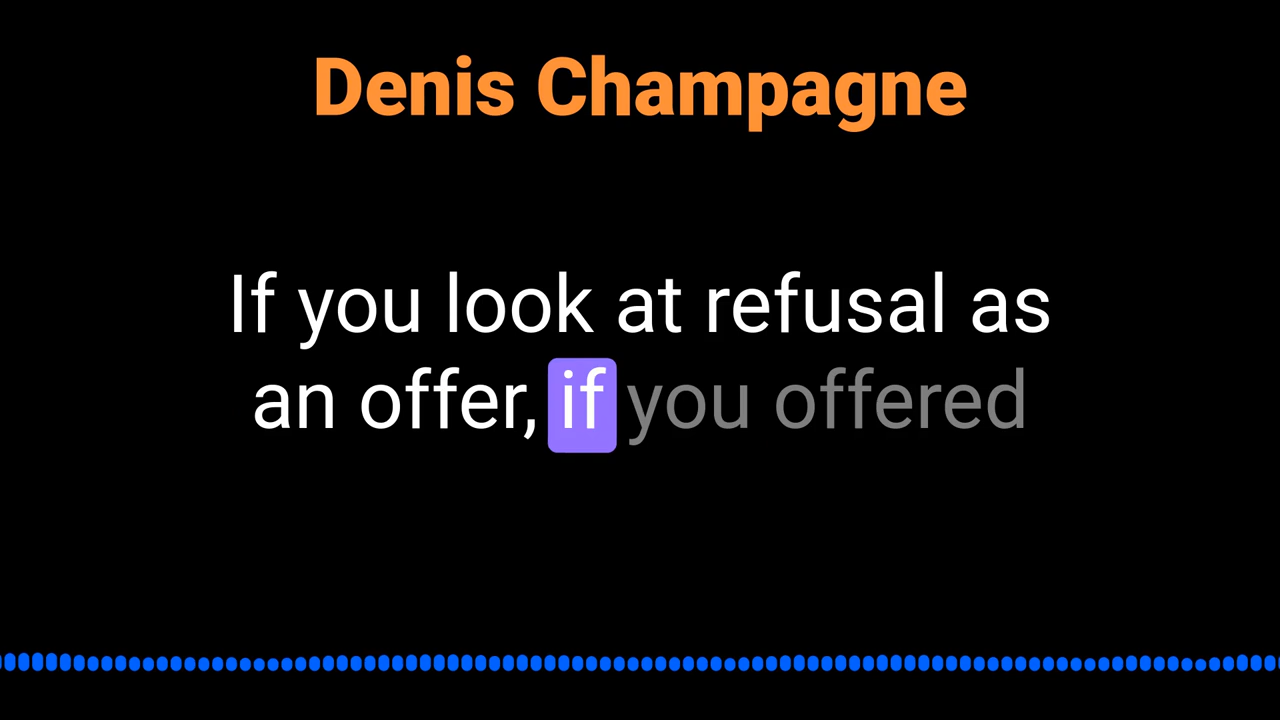 Denis Champagne
If you look at refusal as
an offer, if you offered